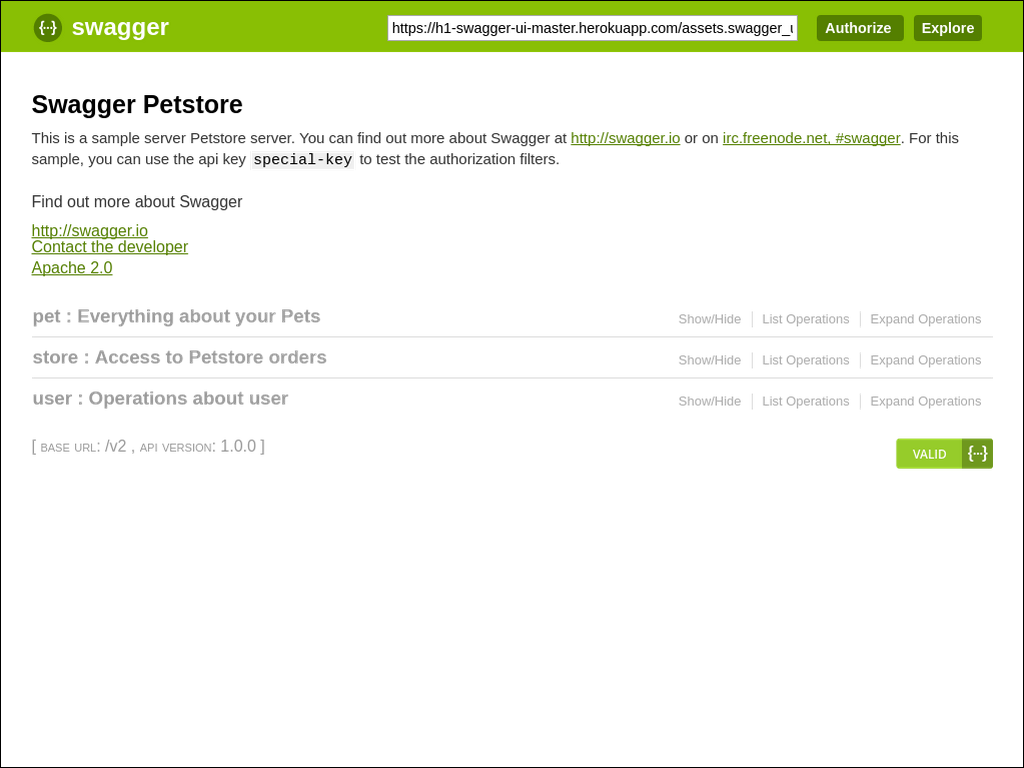 {···} swagger https://h1-swagger-ui-master.herokuapp.com/assets.swagger_u Authorize Explore
Swagger Petstore
This is a sample server Petstore server. You can find out more about Swagger at http://swagger.io or on irc.freenode.net, #swagger. For this
sample, you can use the api key special-key to test the authorization filters.
Find out more about Swagger
http://swagger.io
Contact the developer
Apache 2.0
pet : Everything about your Pets Show/Hide List Operations Expand Operations
store : Access to Petstore orders Show/Hide List Operations Expand Operations
user : Operations about user Show/Hide List Operations Expand Operations
[ BASE URL: /v2 , API VERSION: 1.0.0 ] VALID {···}